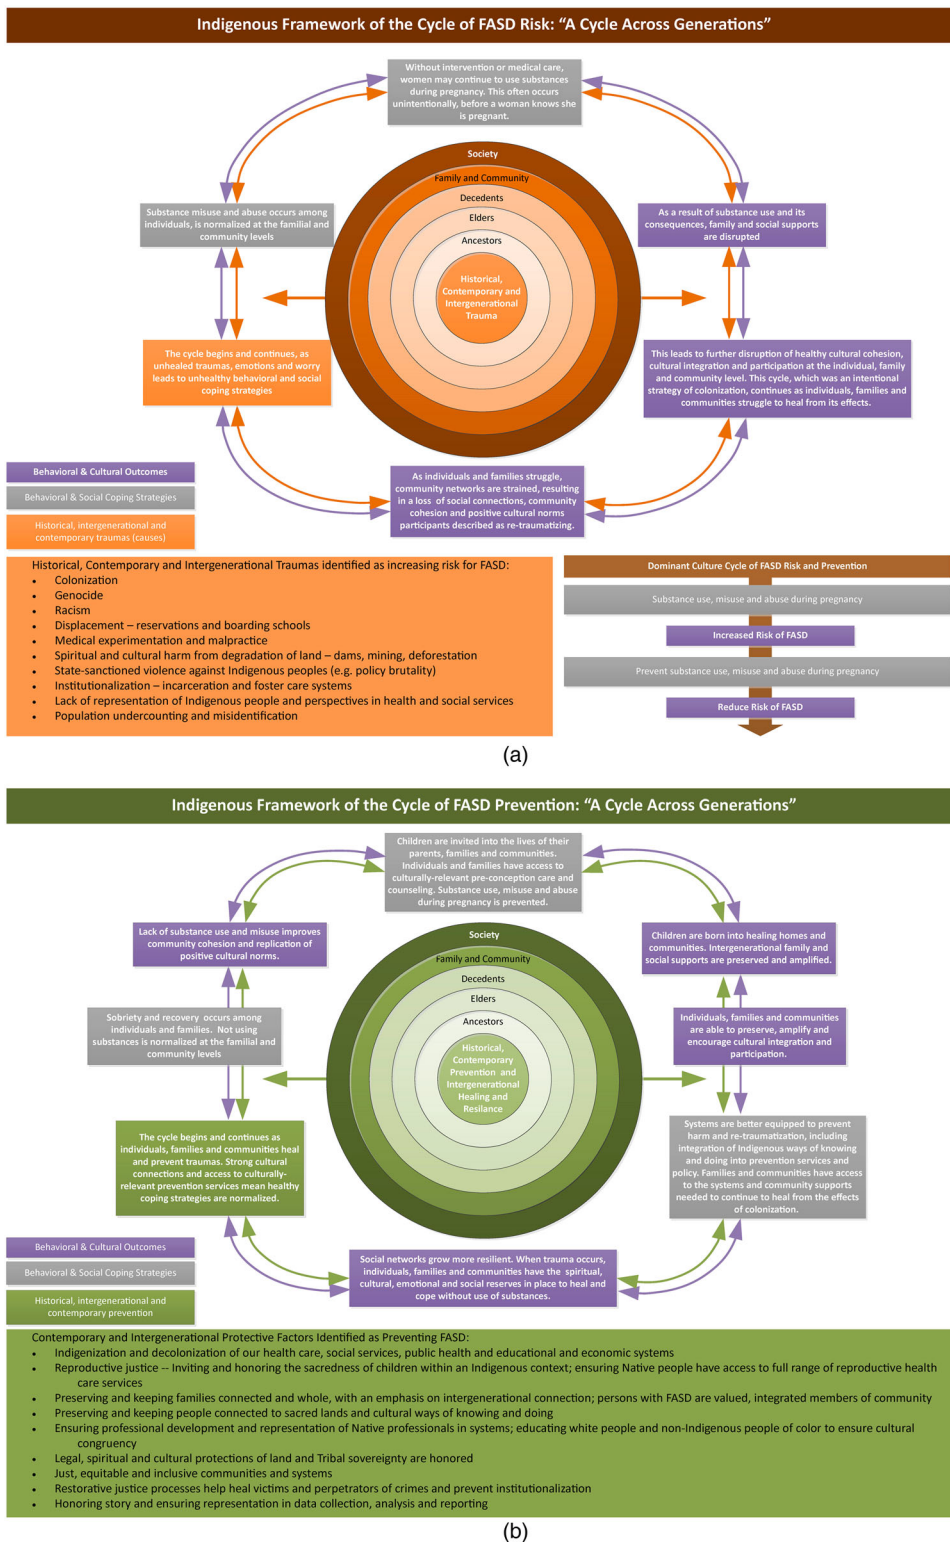 Indigenous Framework of the Cycle of FASD Risk: “A Cycle Across Generations”
Without intervention or medical care,
women may continue to use substances
during pregnancy. This often occurs
unintentionally, before a woman knows she
is pregnant.
Society
Family and Community
Decedents
Elders
Ancestors
Historical,
Contemporary and
Intergenerational
Trauma
Substance misuse and abuse occurs among
individuals, is normalized at the familial and
community levels
As a result of substance use and its
consequences, family and social supports
are disrupted
The cycle begins and continues, as
unhealed traumas, emotions and worry
leads to unhealthy behavioral and social
coping strategies
This leads to further disruption of healthy cultural cohesion,
cultural integration and participation at the individual, family
and community level. This cycle, which was an intentional
strategy of colonization, continues as individuals, families and
communities struggle to heal from its effects.
As individuals and families struggle,
community networks are strained, resulting
in a loss of social connections, community
cohesion and positive cultural norms
participants described as re-traumatizing.
Behavioral & Cultural Outcomes
Behavioral & Social Coping Strategies
Historical, intergenerational and
contemporary traumas (causes)
Historical, Contemporary and Intergenerational Traumas identified as increasing risk for FASD:
• Colonization
• Genocide
• Racism
• Displacement – reservations and boarding schools
• Medical experimentation and malpractice
• Spiritual and cultural harm from degradation of land – dams, mining, deforestation
• State-sanctioned violence against Indigenous peoples (e.g. policy brutality)
• Institutionalization – incarceration and foster care systems
• Lack of representation of Indigenous people and perspectives in health and social services
• Population undercounting and misidentification
Dominant Culture Cycle of FASD Risk and Prevention
Substance use, misuse and abuse during pregnancy
Increased Risk of FASD
Prevent substance use, misuse and abuse during pregnancy
Reduce Risk of FASD
(a)
Indigenous Framework of the Cycle of FASD Prevention: “A Cycle Across Generations”
Children are invited into the lives of their
parents, families and communities.
Individuals and families have access to
culturally-relevant pre-conception care and
counseling. Substance use, misuse and abuse
during pregnancy is prevented.
Lack of substance use and misuse improves
community cohesion and replication of
positive cultural norms.
Society
Family and Community
Decedents
Elders
Ancestors
Historical,
Contemporary
Prevention and
Intergenerational
Healing and
Resilance
Children are born into healing homes and
communities. Intergenerational family and
social supports are preserved and amplified.
Sobriety and recovery occurs among
individuals and families. Not using
substances is normalized at the familial and
community levels
Individuals, families and communities
are able to preserve, amplify and
encourage cultural integration and
participation.
The cycle begins and continues as
individuals, families and communities heal
and prevent traumas. Strong cultural
connections and access to culturally-
relevant prevention services mean healthy
coping strategies are normalized.
Systems are better equipped to prevent
harm and re-traumatization, including
integration of Indigenous ways of knowing
and doing into prevention services and
policy. Families and communities have access
to the systems and community supports
needed to continue to heal from the effects
of colonization.
Social networks grow more resilient. When trauma occurs,
individuals, families and communities have the spiritual,
cultural, emotional and social reserves in place to heal and
cope without use of substances.
Behavioral & Cultural Outcomes
Behavioral & Social Coping Strategies
Historical, intergenerational and
contemporary prevention
Contemporary and Intergenerational Protective Factors Identified as Preventing FASD:
• Indigenization and decolonization of our health care, social services, public health and educational and economic systems
• Reproductive justice -- Inviting and honoring the sacredness of children within an Indigenous context; ensuring Native people have access to full range of reproductive health
care services
• Preserving and keeping families connected and whole, with an emphasis on intergenerational connection; persons with FASD are valued, integrated members of community
• Preserving and keeping people connected to sacred lands and cultural ways of knowing and doing
• Ensuring professional development and representation of Native professionals in systems; educating white people and non-Indigenous people of color to ensure cultural
congruency
• Legal, spiritual and cultural protections of land and Tribal sovereignty are honored
• Just, equitable and inclusive communities and systems
• Restorative justice processes help heal victims and perpetrators of crimes and prevent institutionalization
• Honoring story and ensuring representation in data collection, analysis and reporting
(b)